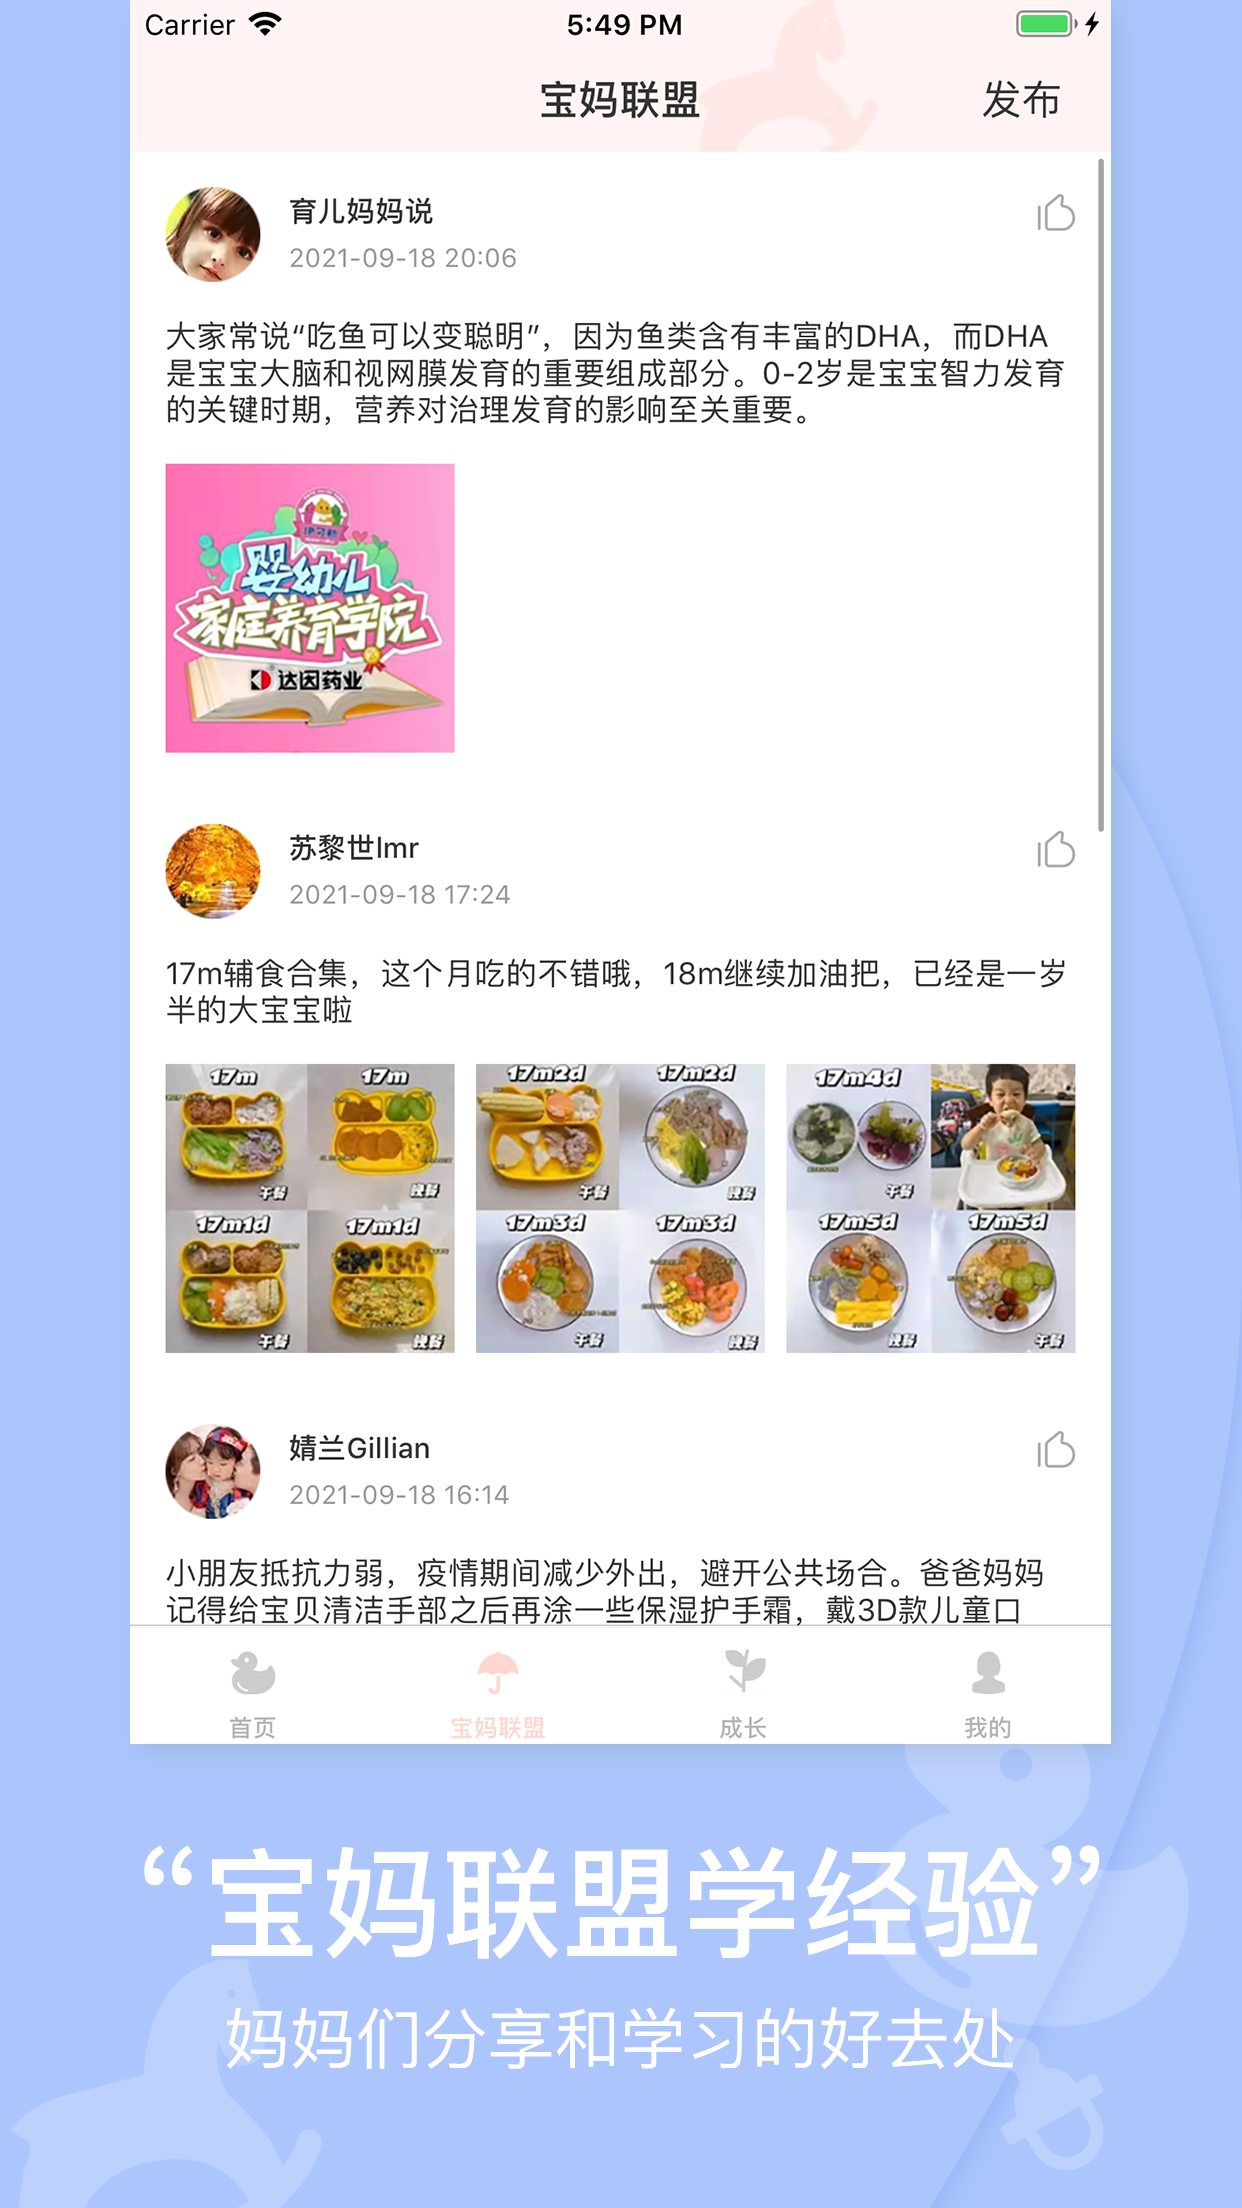 Carrier
5:49 PM
宝妈联盟
发布
育儿妈妈说
2021-09-18 20:06
大家常说“吃鱼可以变聪明”，因为鱼类含有丰富的DHA，而DHA
是宝宝大脑和视网膜发育的重要组成部分。0-2岁是宝宝智力发育
的关键时期，营养对治理发育的影响至关重要。
伊可新
婴幼儿
家庭养育学院
达因药业
苏黎世lmr
2021-09-18 17:24
17m辅食合集，这个月吃的不错哦，18m继续加油把，已经是一岁
半的大宝宝啦
17m
17m
17m2d
17m2d
17m4d
午餐
晚餐
午餐
晚餐
午餐
17m1d
17m1d
17m3d
17m3d
17m5d
17m5d
午餐
晚餐
午餐
晚餐
晚餐
午餐
婧兰Gillian
2021-09-18 16:14
小朋友抵抗力弱，疫情期间减少外出，避开公共场合。爸爸妈妈
记得给宝贝清洁手部之后再涂一些保湿护手霜，戴3D款儿童口
首页
宝妈联盟
成长
我的
“宝妈联盟学经验”
妈妈们分享和学习的好去处